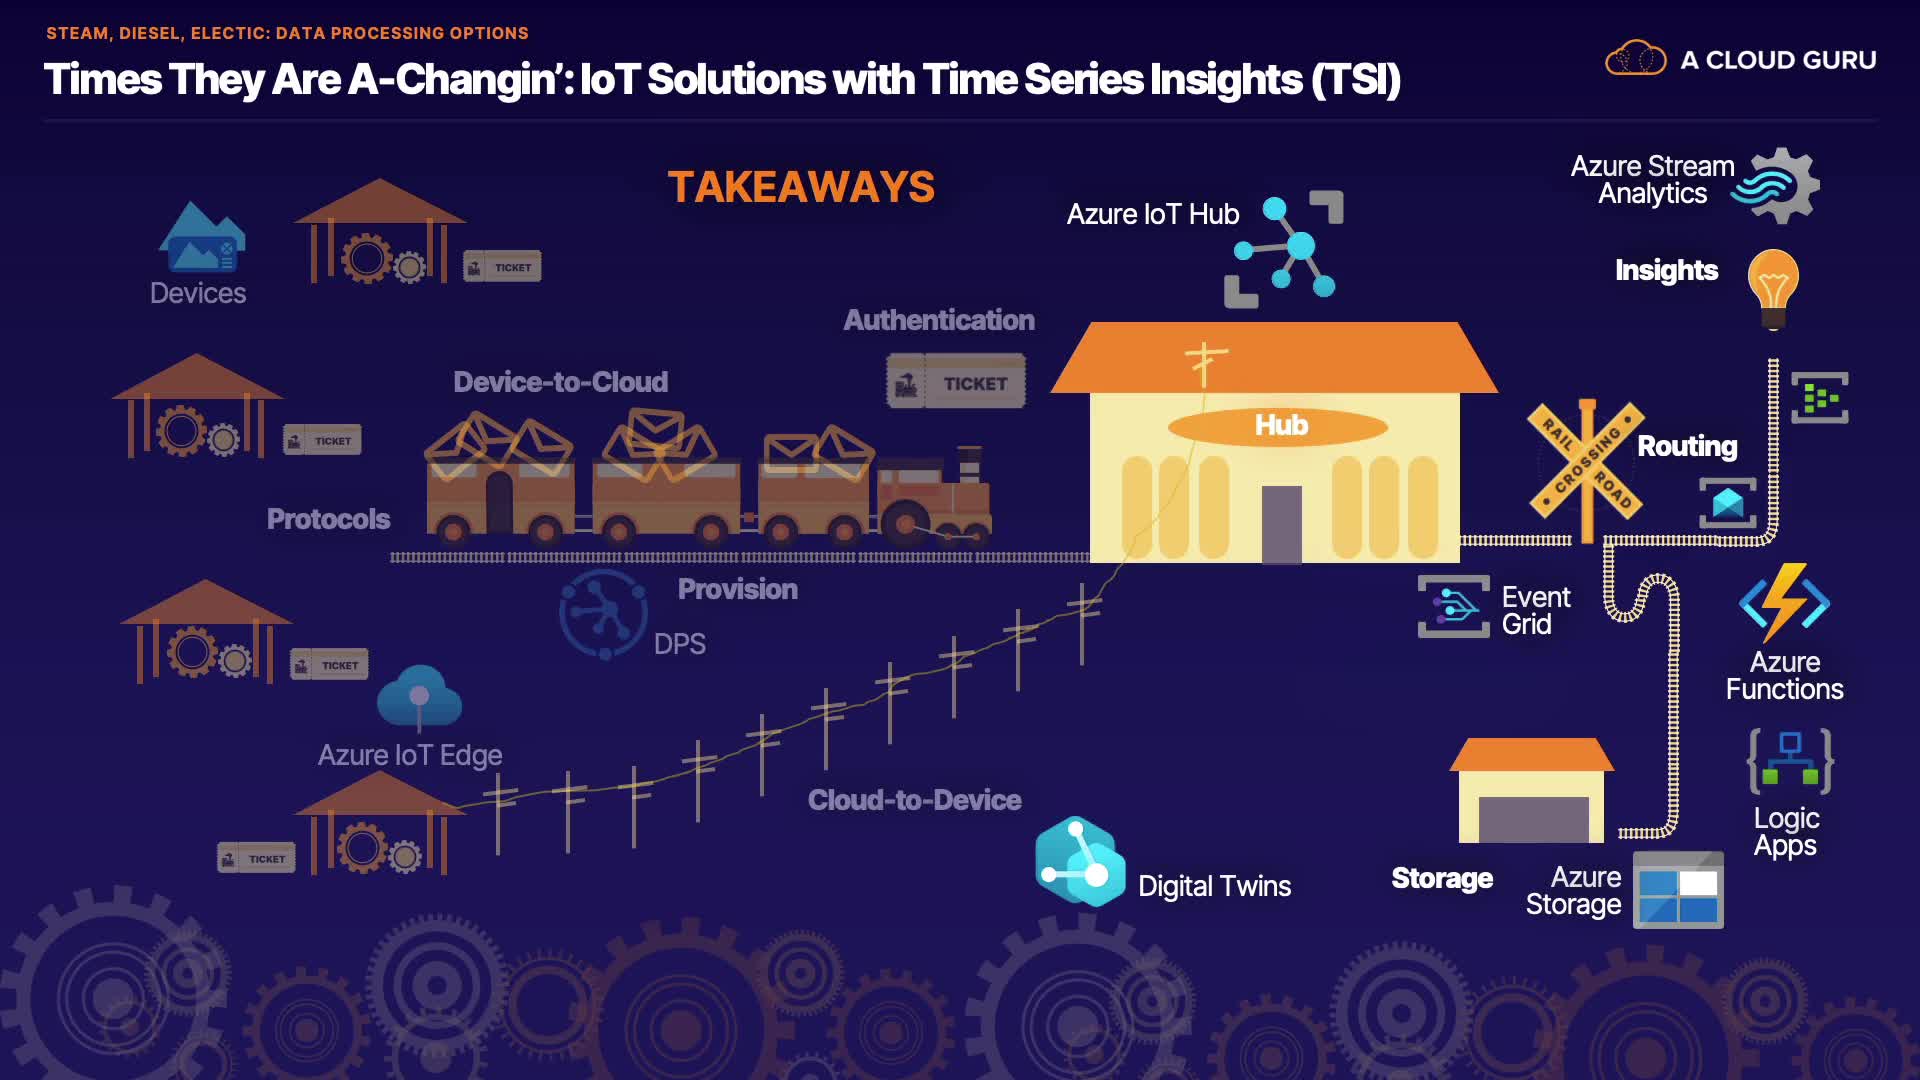 STEAM, DIESEL, ELECTIC: DATA PROCESSING OPTIONS
Times They Are A-Changin’: IoT Solutions with Time Series Insights (TSI)
A CLOUD GURU
TAKEAWAYS
Azure Stream
Analytics
Azure IoT Hub
Insights
TICKET
Devices
Authentication
TICKET
Device-to-Cloud
Hub
RAIL
CROSSING
ROAD
Routing
TICKET
Protocols
Provision
DPS
Event
Grid
TICKET
Azure
Functions
Azure IoT Edge
Cloud-to-Device
Logic
Apps
TICKET
Digital Twins
Storage
Azure
Storage